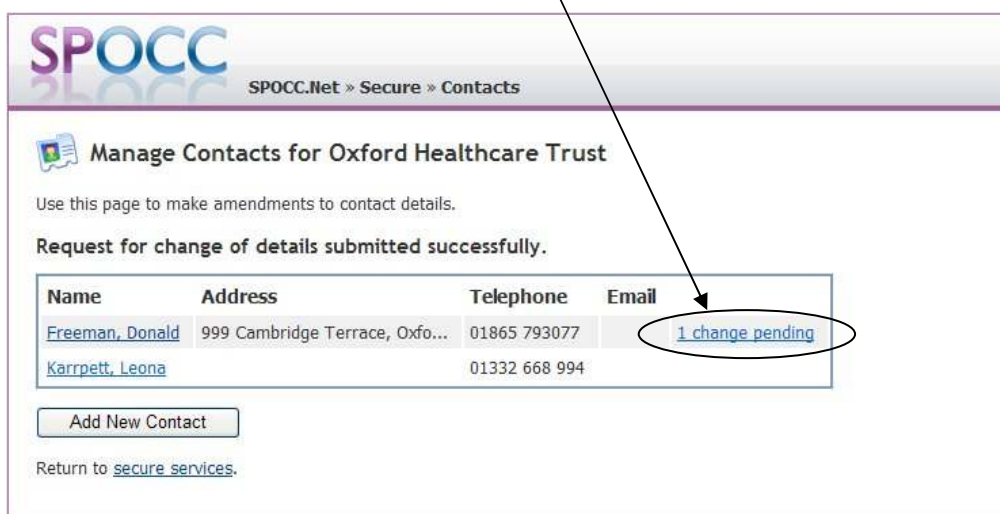 SPOCC
SPOCC.Net » Secure » Contacts
Manage Contacts for Oxford Healthcare Trust
Use this page to make amendments to contact details.
Request for change of details submitted successfully.
Name Address Telephone Email
Freeman, Donald 999 Cambridge Terrace, Oxfo... 01865 793077 1 change pending
Karrpett, Leona 01332 668 994
Add New Contact
Return to secure services.